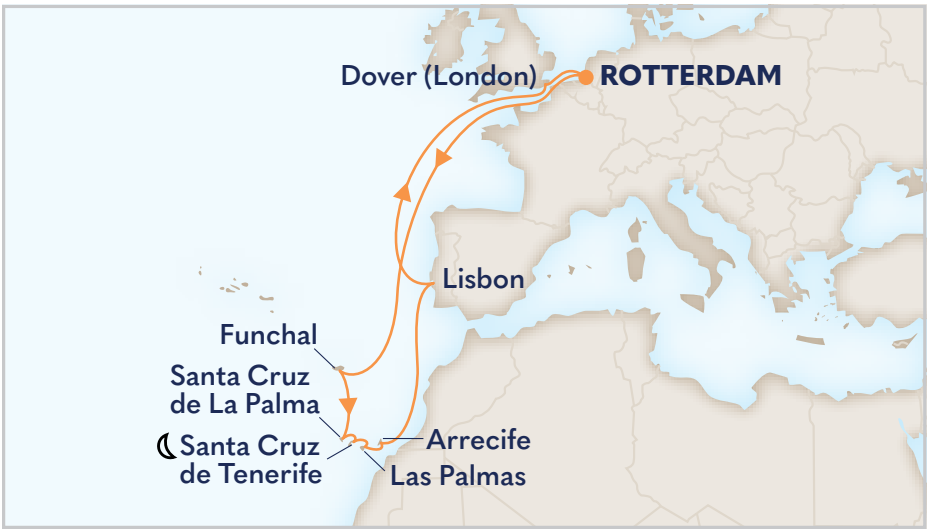 Dover (London)
ROTTERDAM
Lisbon
Funchal
Santa Cruz
de La Palma
Santa Cruz
de Tenerife
Arrecife
Las Palmas